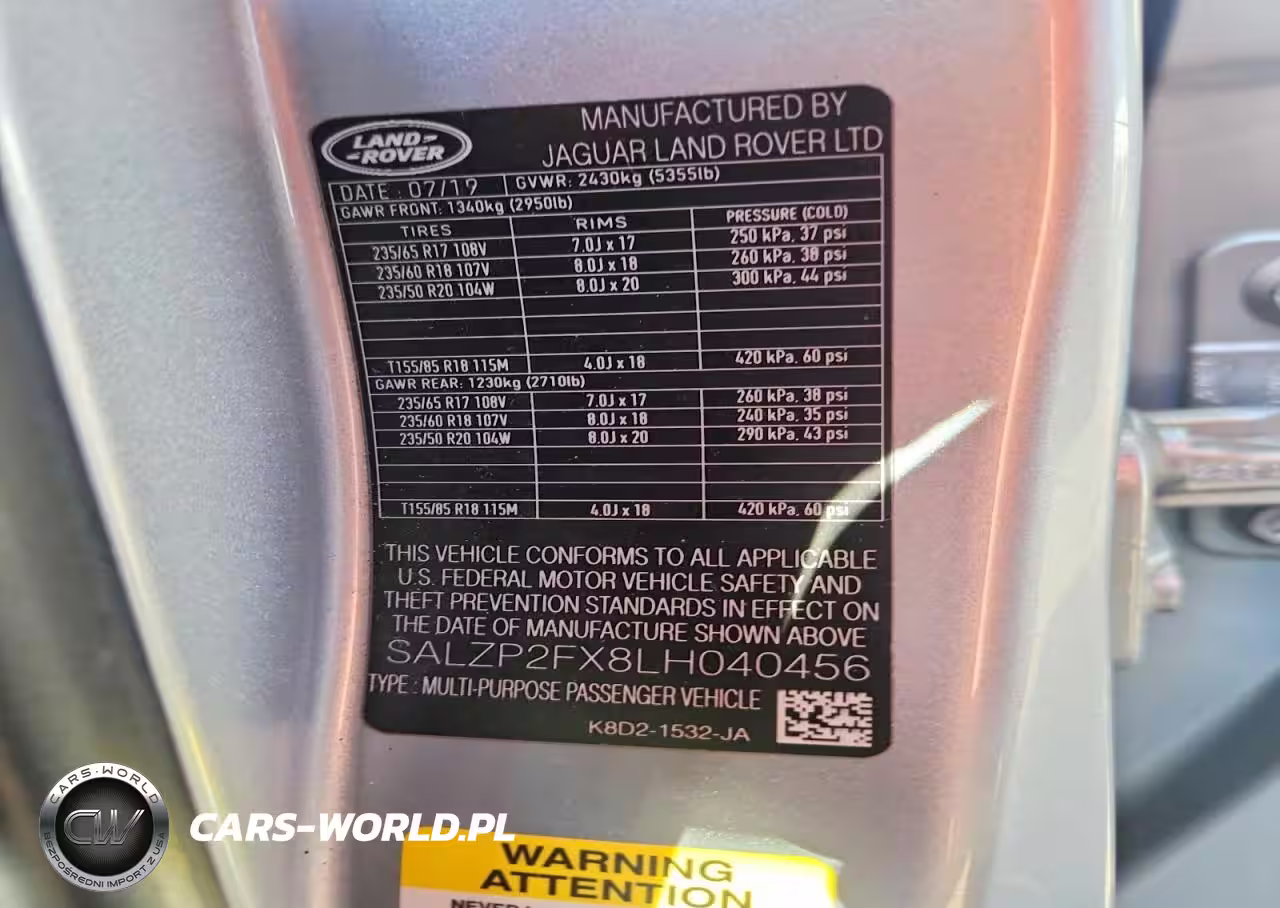 LAND-
-ROVER
MANUFACTURED BY
JAGUAR LAND ROVER LTD
DATE : 07/19 GVWR: 2430kg (5355lb)
GAWR FRONT: 1340kg (2950lb)
TIRES RIMS PRESSURE (COLD)
235/65 R17 108V 7.0J x 17 250 kPa, 37 psi
235/60 R18 107V 8.0J x 18 260 kPa, 38 psi
235/50 R20 104W 8.0J x 20 300 kPa, 44 psi
T155/85 R18 115M 4.0J x 18 420 kPa, 60 psi
GAWR REAR: 1230kg (2710lb)
235/65 R17 108V 7.0J x 17 260 kPa, 38 psi
235/60 R18 107V 8.0J x 18 240 kPa, 35 psi
235/50 R20 104W 8.0J x 20 290 kPa, 43 psi
T155/85 R18 115M 4.0J x 18 420 kPa, 60 psi
THIS VEHICLE CONFORMS TO ALL APPLICABLE
U.S. FEDERAL MOTOR VEHICLE SAFETY AND
THEFT PREVENTION STANDARDS IN EFFECT ON
THE DATE OF MANUFACTURE SHOWN ABOVE
SALZP2FX8LH040456
TYPE : MULTI-PURPOSE PASSENGER VEHICLE
K8D2-1532-JA
CARS-WORLD
CW
BEZPOŚREDNI IMPORT Z USA
CARS-WORLD.PL
WARNING
ATTENTION